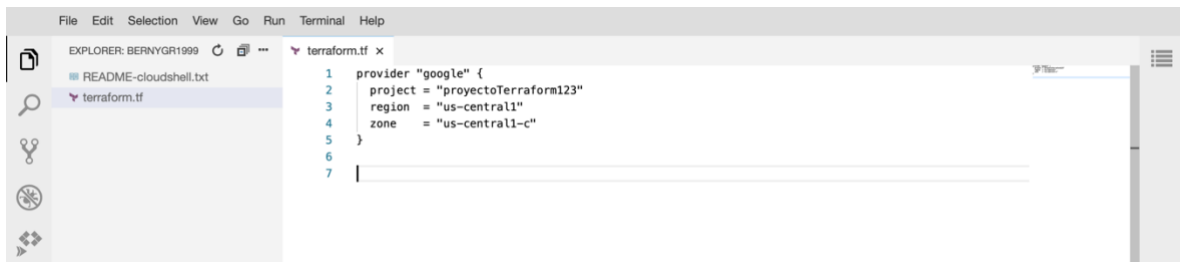 File Edit Selection View Go Run Terminal Help
EXPLORER: BERNYGR1999
README-cloudshell.txt
terraform.tf
terraform.tf ×
1 provider "google" {
2   project = "proyectoTerraform123"
3   region  = "us-central1"
4   zone    = "us-central1-c"
5 }
6
7